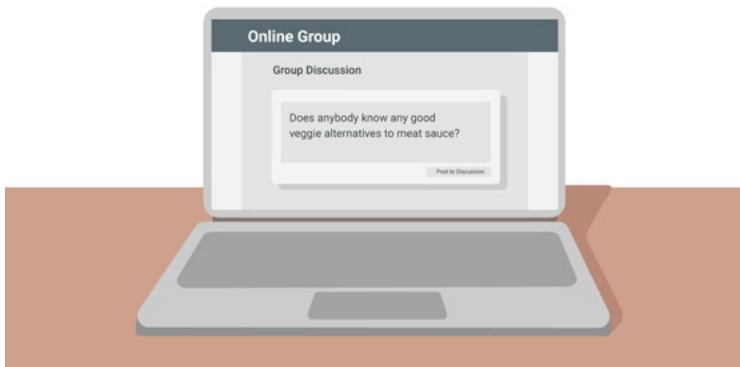 Online Group
Group Discussion
Does anybody know any good
veggie alternatives to meat sauce?
Post to Discussion